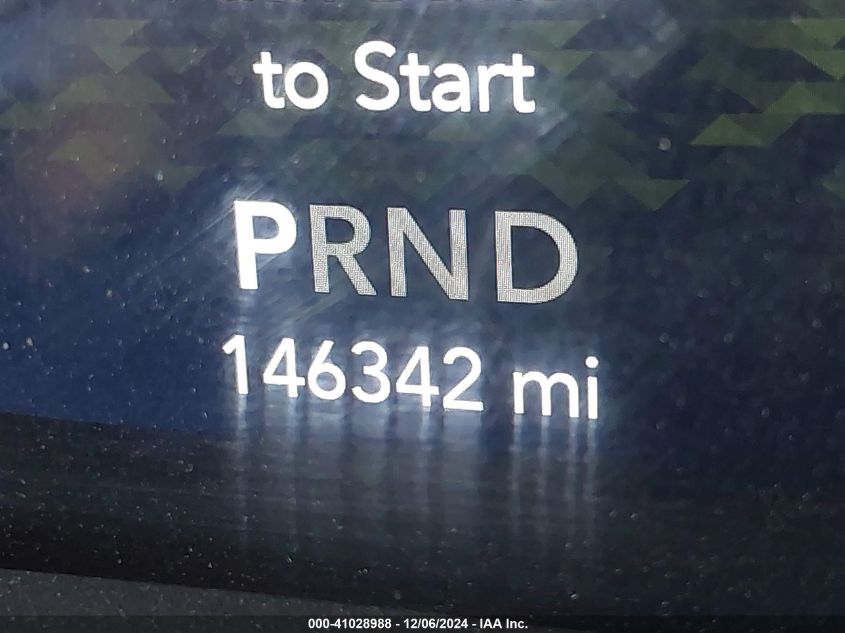 to Start
PRND
146342 mi
000-41028988 - 12/06/2024 - IAA Inc.